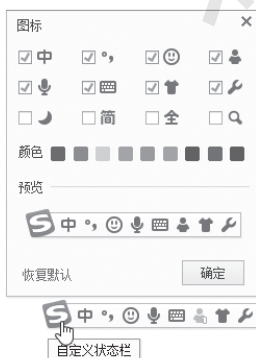 图标
中 °,
简 全
颜色
预览
中 °,
恢复默认 确定
中 °,
自定义状态栏